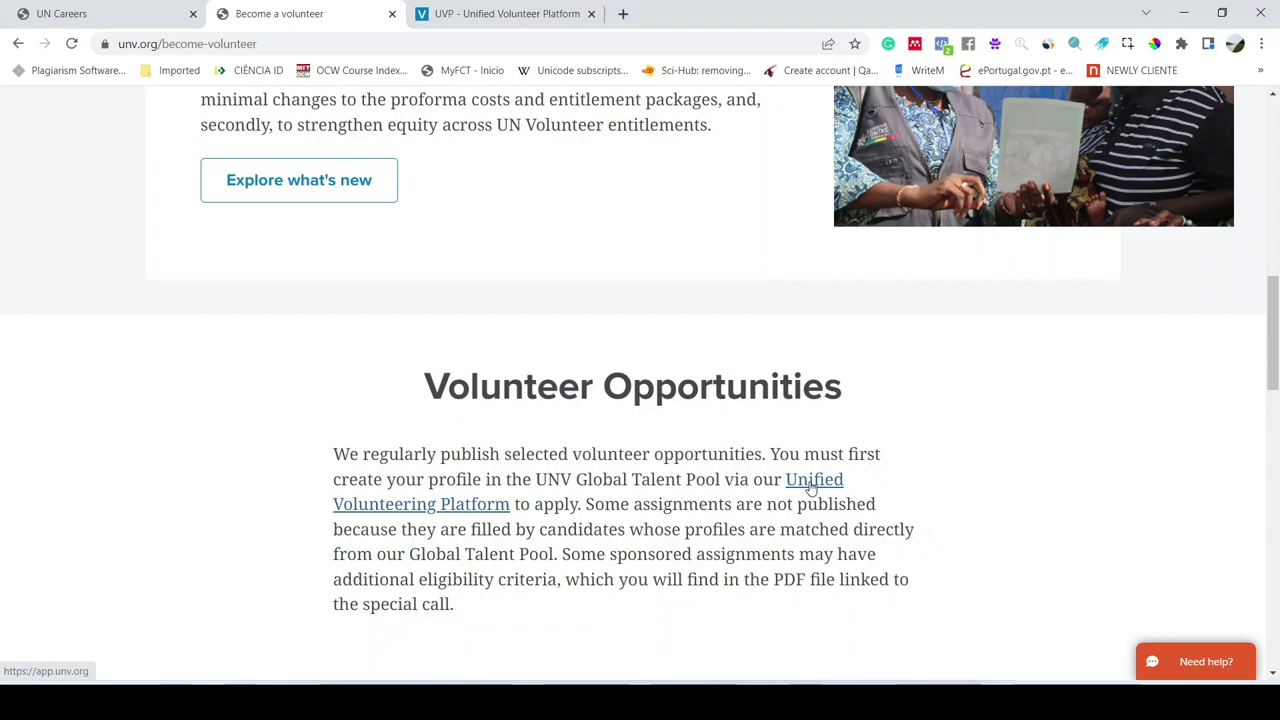 UN Careers
Become a volunteer
UVP - Unified Volunteer Platform
unv.org/become-volunteer
2
Plagiarism Software...
Imported
CIÊNCIA ID
OCW Course Index...
MyFCT - Inicio
Unicode subscripts...
Sci-Hub: removing...
Create account | Qa...
WriteM
ePortugal.gov.pt - e...
NEWLY CLIENTE
»
minimal changes to the proforma costs and entitlement packages, and,
secondly, to strengthen equity across UN Volunteer entitlements.
Explore what's new
Volunteer Opportunities
We regularly publish selected volunteer opportunities. You must first
create your profile in the UNV Global Talent Pool via our Unified
Volunteering Platform to apply. Some assignments are not published
because they are filled by candidates whose profiles are matched directly
from our Global Talent Pool. Some sponsored assignments may have
additional eligibility criteria, which you will find in the PDF file linked to
the special call.
https://app.unv.org
Need help?